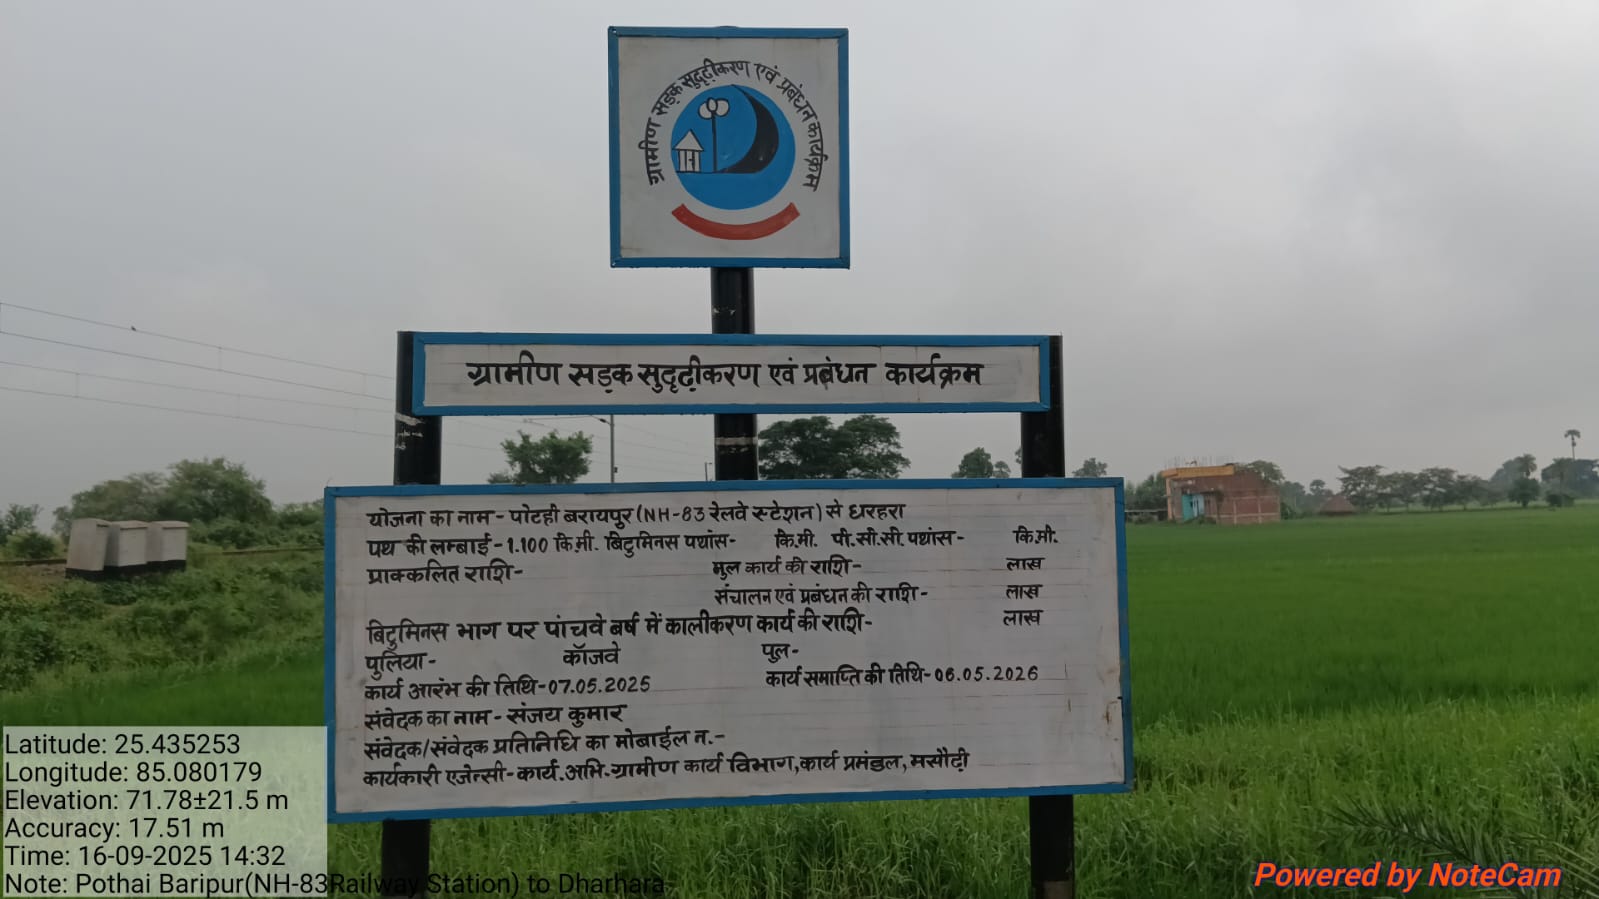 ग्रामीण सड़क सुदृढ़ीकरण एवं प्रबंधन कार्यक्रम
ग्रामीण सड़क सुदृढ़ीकरण एवं प्रबंधन कार्यक्रम
योजना का नाम- पोटही बरायपुर (NH-83 रेलवे स्टेशन) से धरहरा
पथ की लम्बाई-1.100 कि.मी. बिटुमिनस पथांस- कि.मी. पी.सी.सी. पथांस- कि.मी.
प्राक्कलित राशि- मुल कार्य की राशि- लाख
संचालन एवं प्रबंधन की राशि- लाख
बिटुमिनस भाग पर पांचवे बर्ष में कालीकरण कार्य की राशि- लाख
पुलिया- कॉजवे पुल-
कार्य आरंभ की तिथि-07.05.2025 कार्य समाप्ति की तिथि-06.05.2026
संवेदक का नाम- संजय कुमार
संवेदक/संवेदक प्रतिनिधि का मोबाईल न.-
कार्यकारी एजेन्सी-कार्य.अभि.ग्रामीण कार्य विभाग,कार्य प्रमंडल, मसौढ़ी
Latitude: 25.435253
Longitude: 85.080179
Elevation: 71.78±21.5 m
Accuracy: 17.51 m
Time: 16-09-2025 14:32
Note: Pothai Baripur(NH-83Railway Station) to Dharhara
Powered by NoteCam